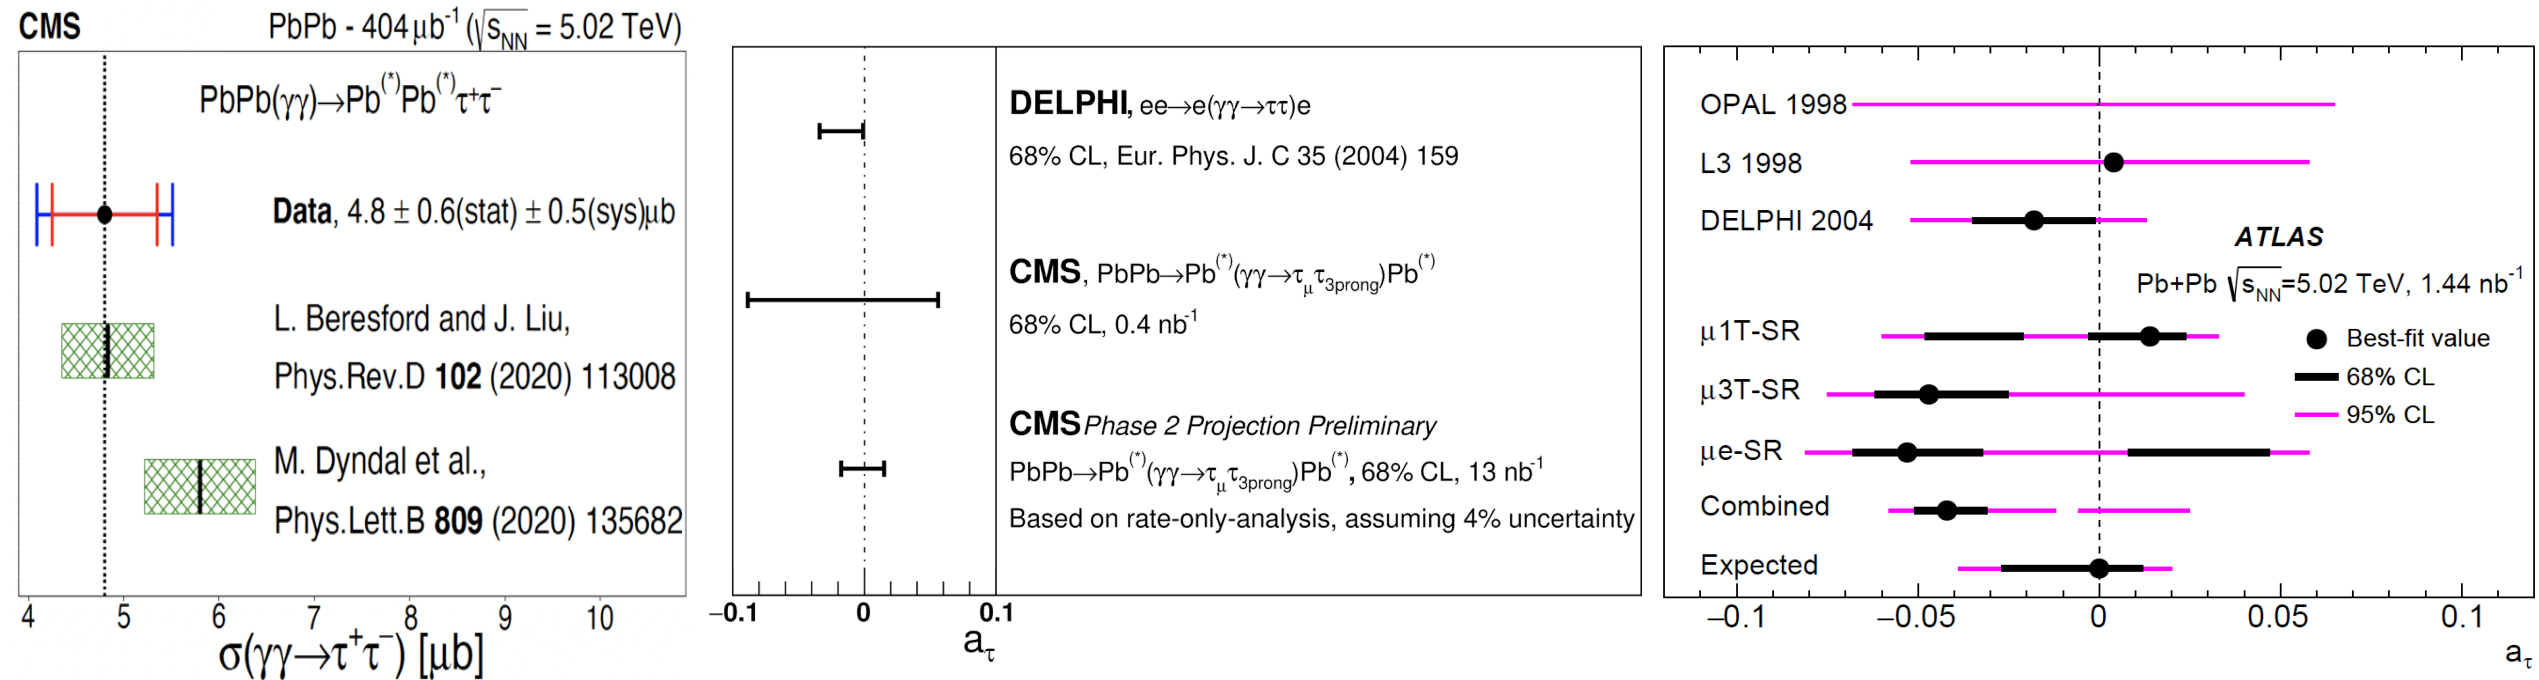 CMS PbPb - 404 μb⁻¹ (√s_NN = 5.02 TeV)
PbPb(γγ)→Pb⁽*⁾Pb⁽*⁾τ⁺τ⁻
Data, 4.8 ± 0.6(stat) ± 0.5(sys)μb
L. Beresford and J. Liu,
Phys.Rev.D 102 (2020) 113008
M. Dyndal et al.,
Phys.Lett.B 809 (2020) 135682
4 5 6 7 8 9 10
σ(γγ→τ⁺τ⁻) [μb]
DELPHI, ee→e(γγ→ττ)e
68% CL, Eur. Phys. J. C 35 (2004) 159
CMS, PbPb→Pb⁽*⁾(γγ→τ_μτ_3prong)Pb⁽*⁾
68% CL, 0.4 nb⁻¹
CMS Phase 2 Projection Preliminary
PbPb→Pb⁽*⁾(γγ→τ_μτ_3prong)Pb⁽*⁾, 68% CL, 13 nb⁻¹
Based on rate-only-analysis, assuming 4% uncertainty
−0.1 0 0.1
a_τ
OPAL 1998
L3 1998
DELPHI 2004
ATLAS
Pb+Pb √s_NN=5.02 TeV, 1.44 nb⁻¹
μ1T-SR
μ3T-SR
μe-SR
Combined
Expected
Best-fit value
68% CL
95% CL
−0.1 −0.05 0 0.05 0.1
a_τ